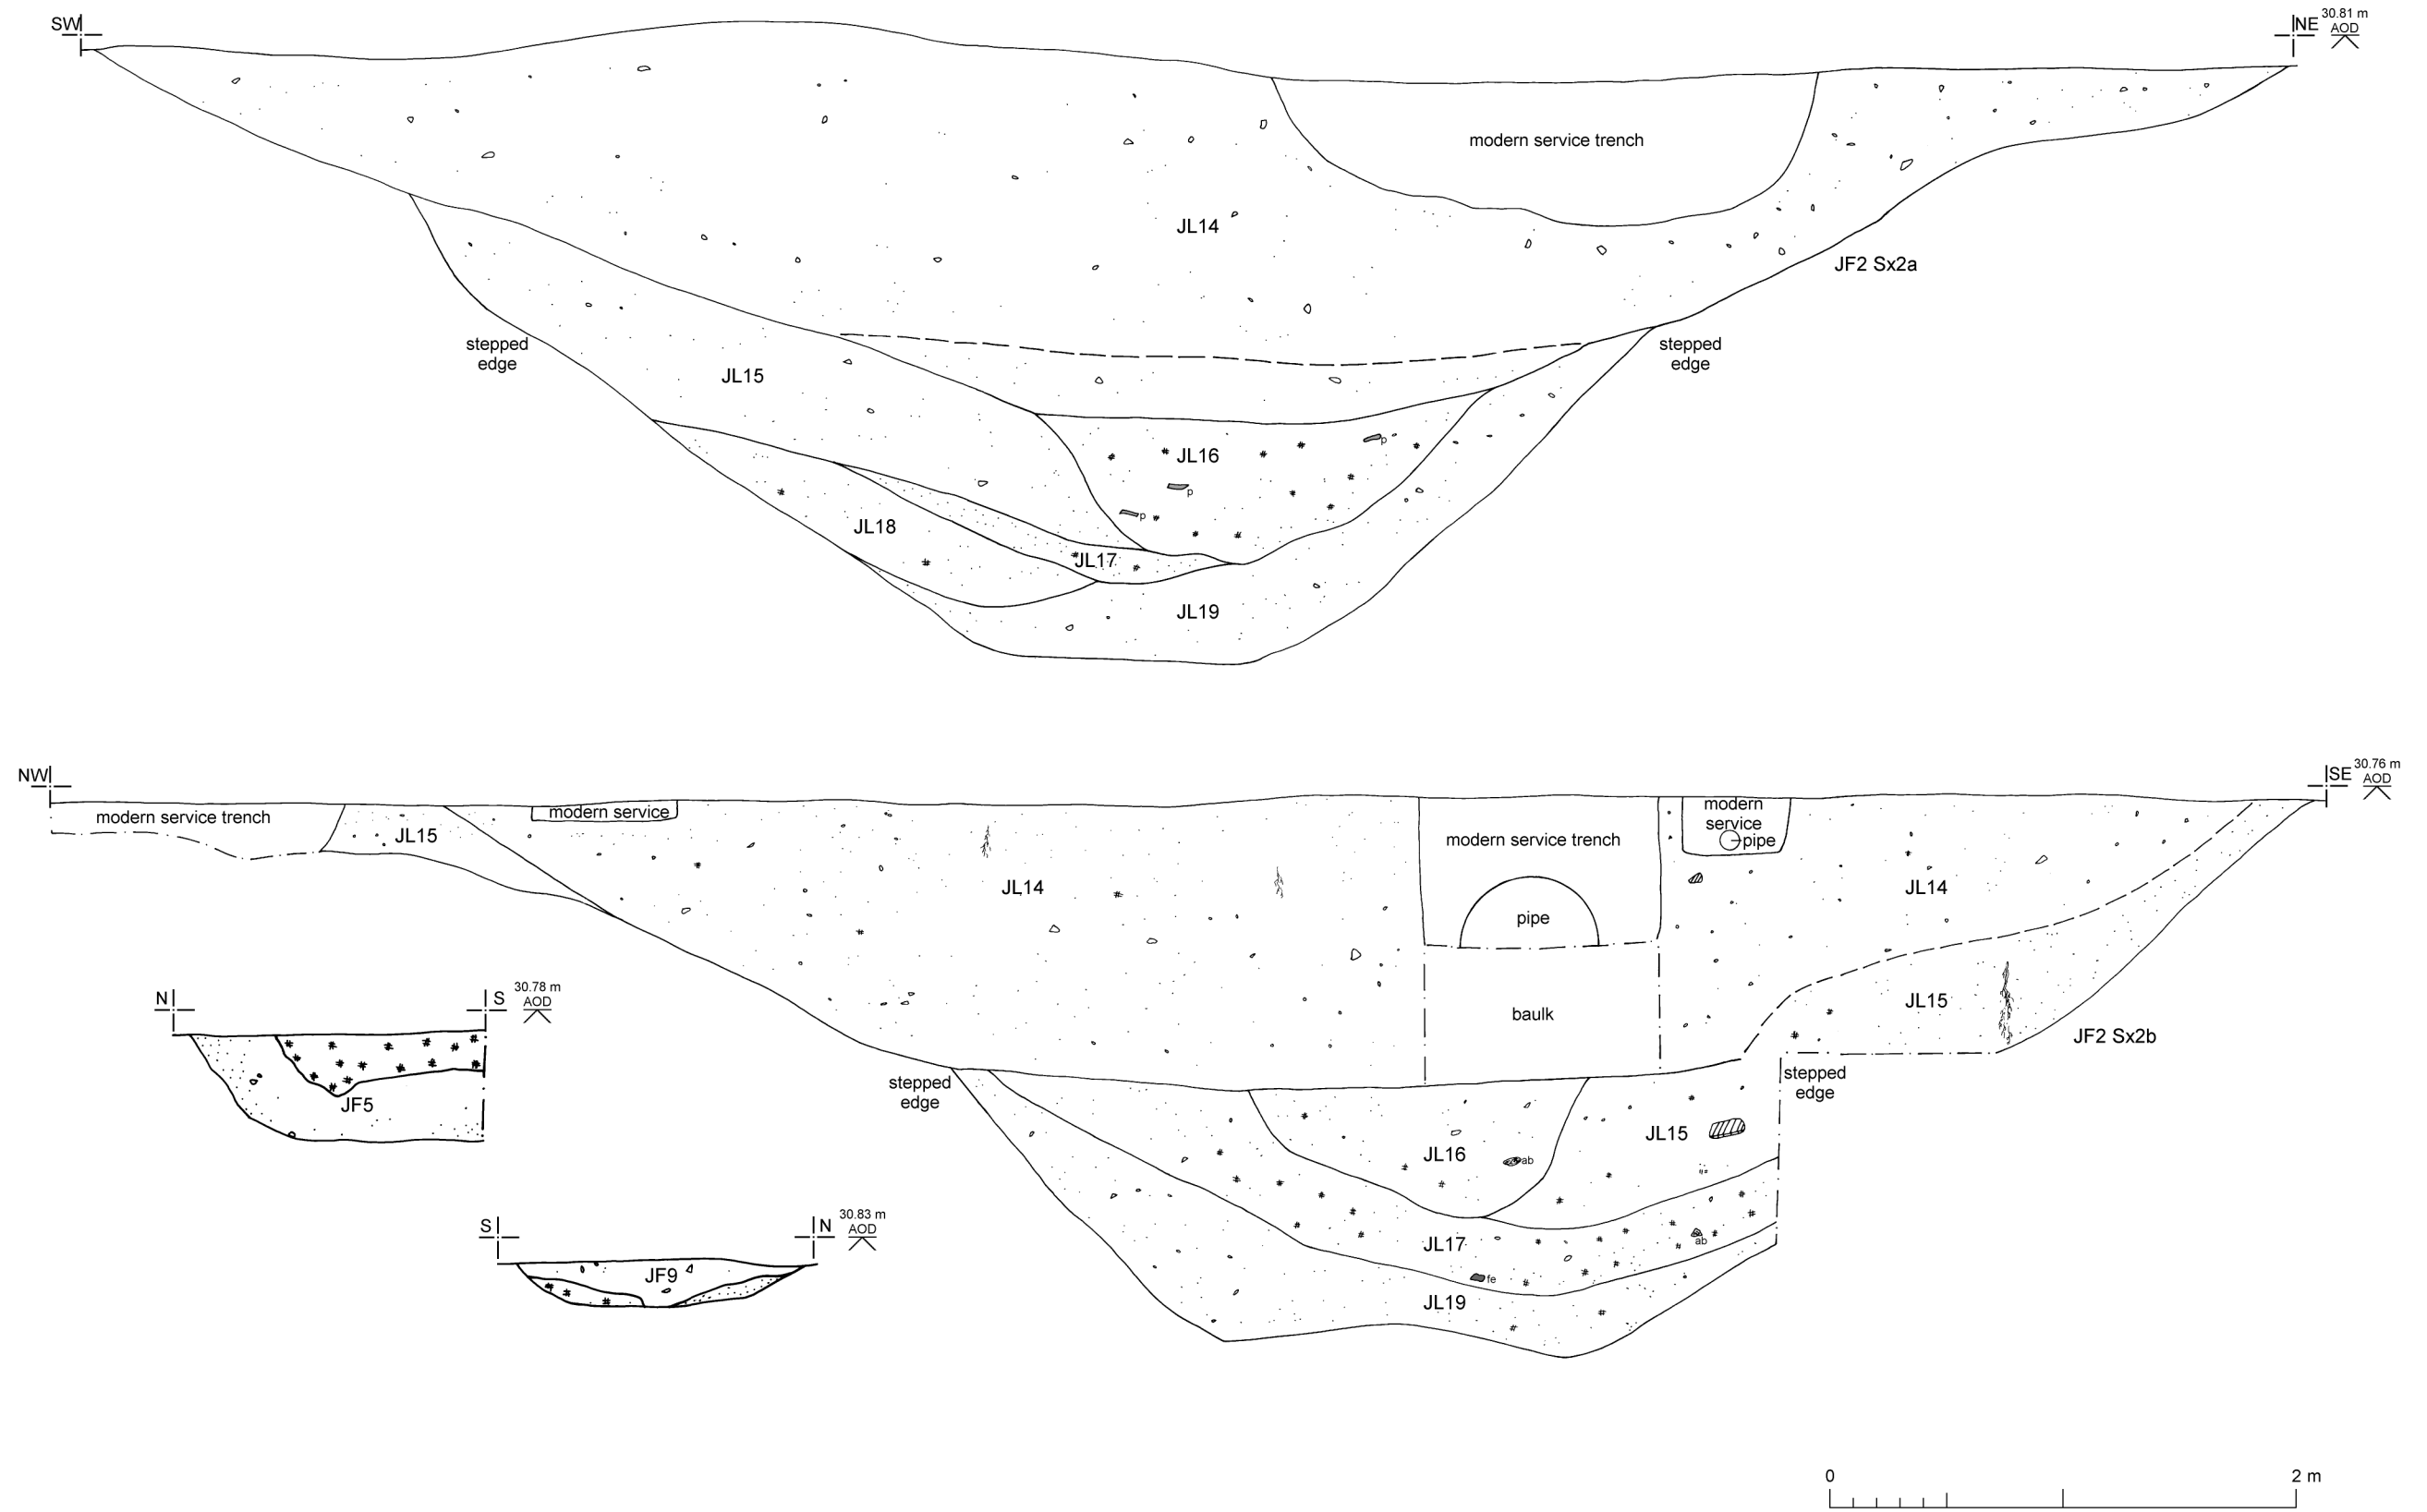 SW
NE
30.81 m
AOD
modern service trench
JL14
JF2 Sx2a
stepped
edge
stepped
edge
JL15
JL16
p
p
p
JL18
JL17
JL19
NW
SE
30.76 m
AOD
modern service trench
JL15
modern service
modern service trench
modern
service
pipe
JL14
JL14
pipe
baulk
JL15
JF2 Sx2b
N
S
30.78 m
AOD
JF5
stepped
edge
stepped
edge
JL16
ab
JL15
JL17
ab
fe
JL19
S
N
30.83 m
AOD
JF9
0
2 m